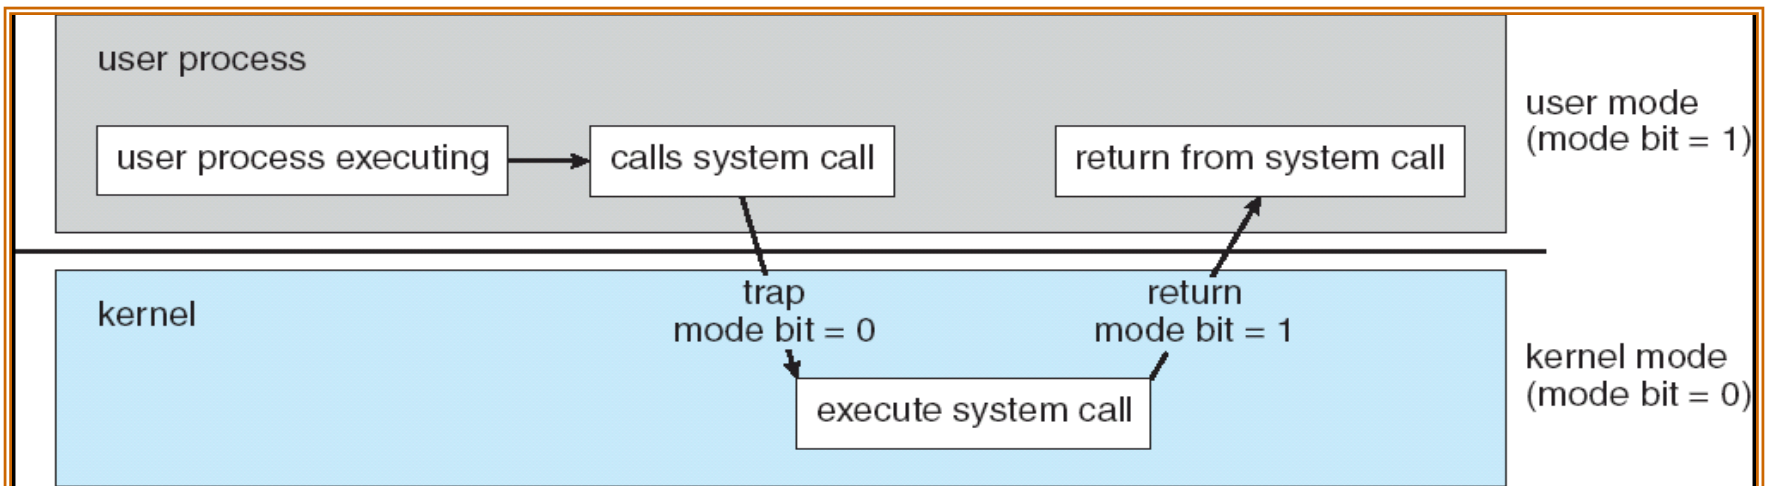 user process
user mode
(mode bit = 1)
user process executing
calls system call
return from system call
kernel
trap
mode bit = 0
return
mode bit = 1
kernel mode
(mode bit = 0)
execute system call